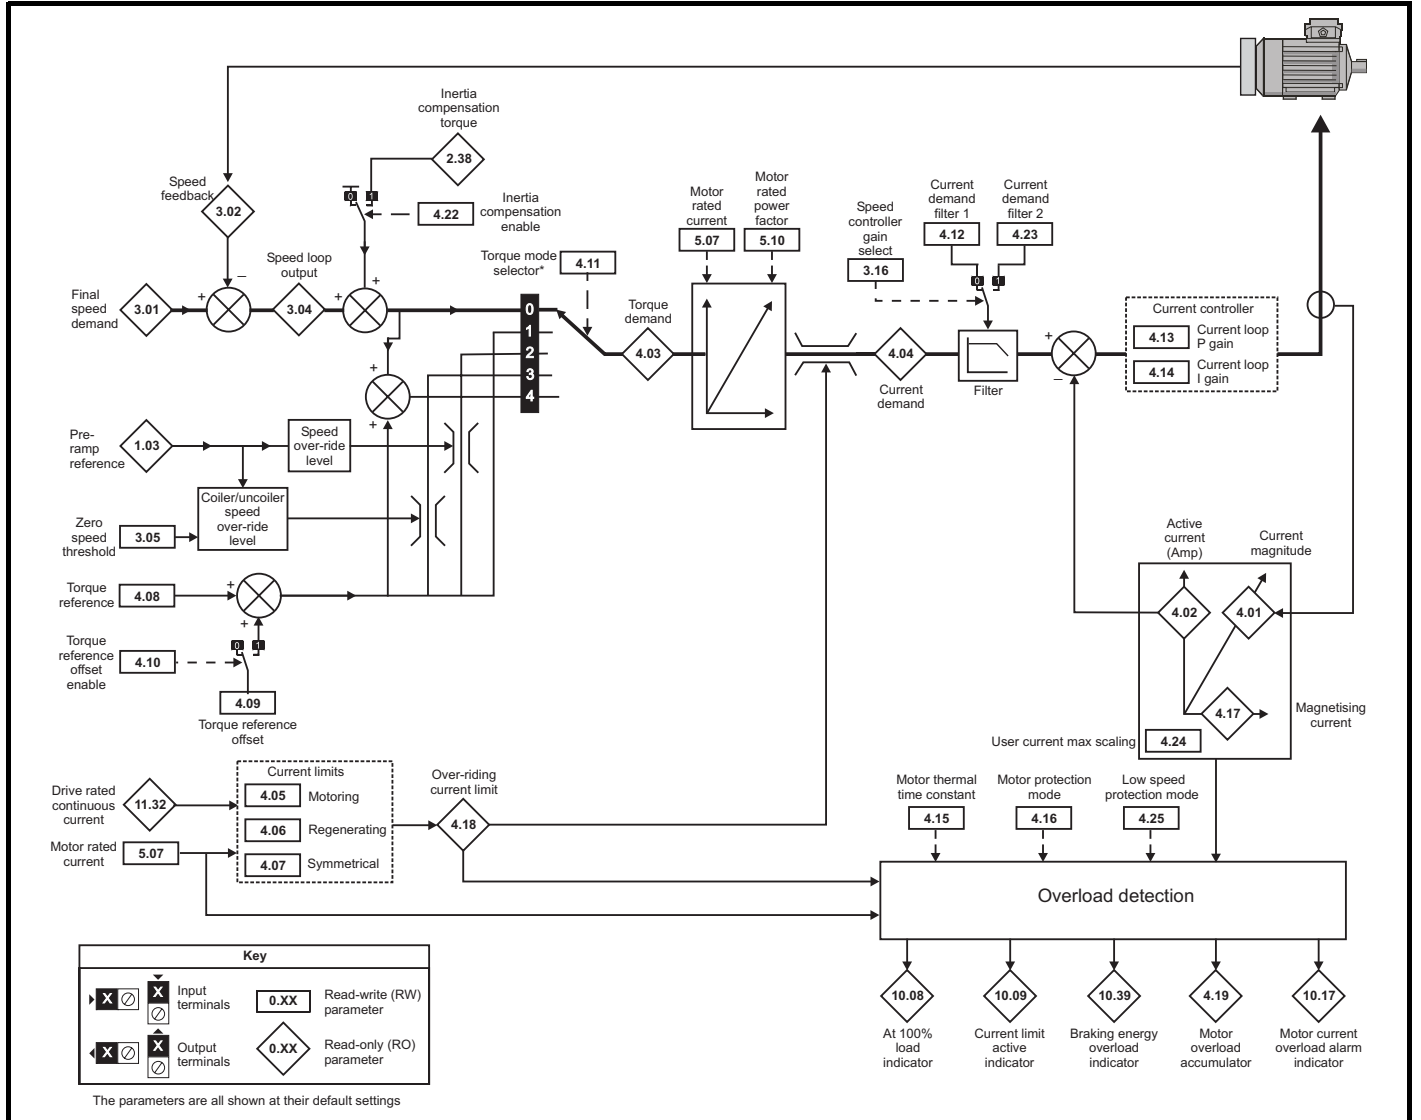 Inertia
compensation
torque
2.38
Speed
feedback
3.02
0 1
4.22
Inertia
compensation
enable
Motor
rated
current
5.07
Motor
rated
power
factor
5.10
Speed
controller
gain
select
3.16
Current
demand
filter 1
4.12
Current
demand
filter 2
4.23
0 1
Torque mode
selector*
4.11
Speed loop
output
Final
speed
demand
3.01
+
–
3.04
+
+
0
1
2
3
4
Torque
demand
4.03
4.04
Current
demand
Filter
+
–
Current controller
4.13
Current loop
P gain
4.14
Current loop
I gain
+
+
Pre-
ramp
reference
1.03
Speed
over-ride
level
Coiler/uncoiler
speed
over-ride
level
Zero
speed
threshold
3.05
Torque
reference
4.08
+
+
0 1
Torque
reference
offset
enable
4.10
4.09
Torque reference
offset
Active
current
(Amp)
Current
magnitude
4.02
4.01
4.17
Magnetising
current
User current max scaling
4.24
Drive rated
continuous
current
11.32
Motor rated
current
5.07
Current limits
4.05
Motoring
4.06
Regenerating
4.07
Symmetrical
Over-riding
current limit
4.18
Motor thermal
time constant
4.15
Motor protection
mode
4.16
Low speed
protection mode
4.25
Overload detection
10.08
At 100%
load
indicator
10.09
Current limit
active
indicator
10.39
Braking energy
overload
indicator
4.19
Motor
overload
accumulator
10.17
Motor current
overload alarm
indicator
Key
X
X
Input
terminals
0.XX
Read-write (RW)
parameter
X
X
Output
terminals
0.XX
Read-only (RO)
parameter
The parameters are all shown at their default settings